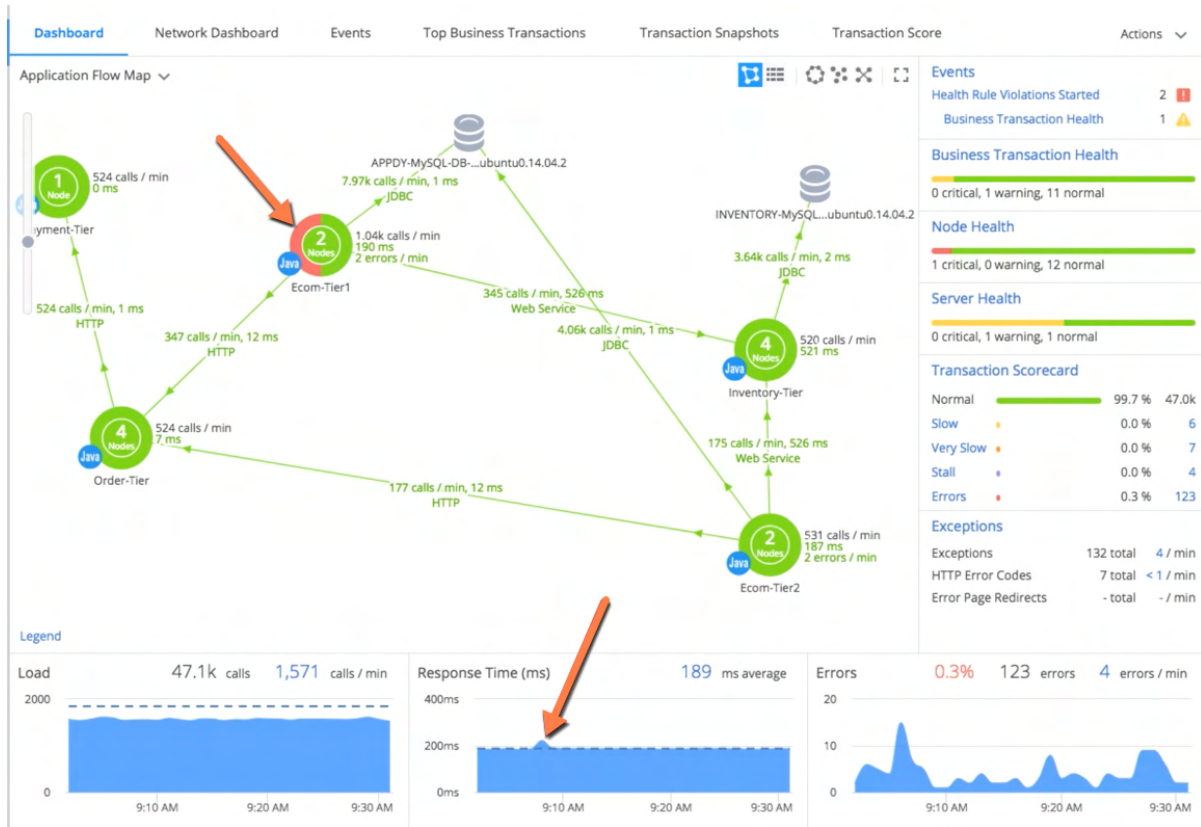 Dashboard
Network Dashboard
Events
Top Business Transactions
Transaction Snapshots
Transaction Score
Actions
Application Flow Map
524 calls / min
0 ms
1
Node
yment-Tier
APPDY-MySQL-DB-...ubuntu0.14.04.2
7.97k calls / min, 1 ms
JDBC
2
Nodes
Java
1.04k calls / min
190 ms
2 errors / min
Ecom-Tier1
INVENTORY-MySQL...ubuntu0.14.04.2
3.64k calls / min, 2 ms
JDBC
345 calls / min, 526 ms
Web Service
524 calls / min, 1 ms
HTTP
347 calls / min, 12 ms
HTTP
4.06k calls / min, 1 ms
JDBC
4
Nodes
Java
520 calls / min
521 ms
Inventory-Tier
4
Nodes
Java
524 calls / min
7 ms
Order-Tier
175 calls / min, 526 ms
Web Service
177 calls / min, 12 ms
HTTP
2
Nodes
Java
531 calls / min
187 ms
2 errors / min
Ecom-Tier2
Legend
Events
Health Rule Violations Started 2 !
Business Transaction Health 1
Business Transaction Health
0 critical, 1 warning, 11 normal
Node Health
1 critical, 0 warning, 12 normal
Server Health
0 critical, 1 warning, 1 normal
Transaction Scorecard
Normal 99.7 % 47.0k
Slow 0.0 % 6
Very Slow 0.0 % 7
Stall 0.0 % 4
Errors 0.3 % 123
Exceptions
Exceptions 132 total 4 / min
HTTP Error Codes 7 total < 1 / min
Error Page Redirects - total - / min
Load 47.1k calls 1,571 calls / min
2000
0
9:10 AM 9:20 AM 9:30 AM
Response Time (ms) 189 ms average
400ms
200ms
0ms
9:10 AM 9:20 AM 9:30 AM
Errors 0.3% 123 errors 4 errors / min
20
10
0
9:10 AM 9:20 AM 9:30 AM